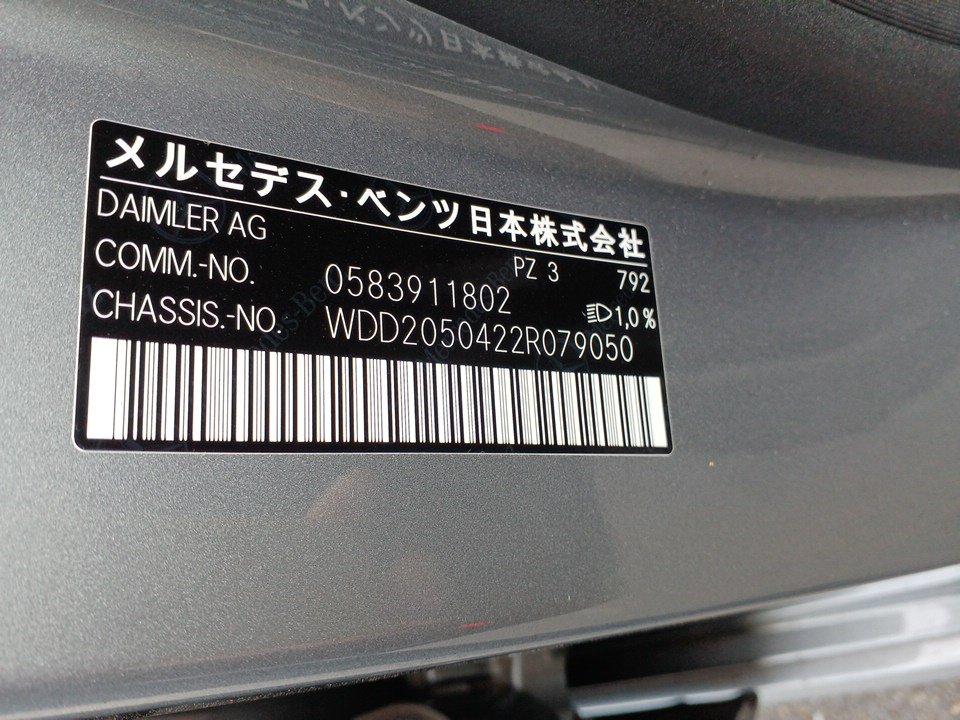 メルセデス・ベンツ日本株式会社
DAIMLER AG PZ 3 792
COMM.-NO. 0583911802 1,0 %
CHASSIS.-NO. WDD2050422R079050